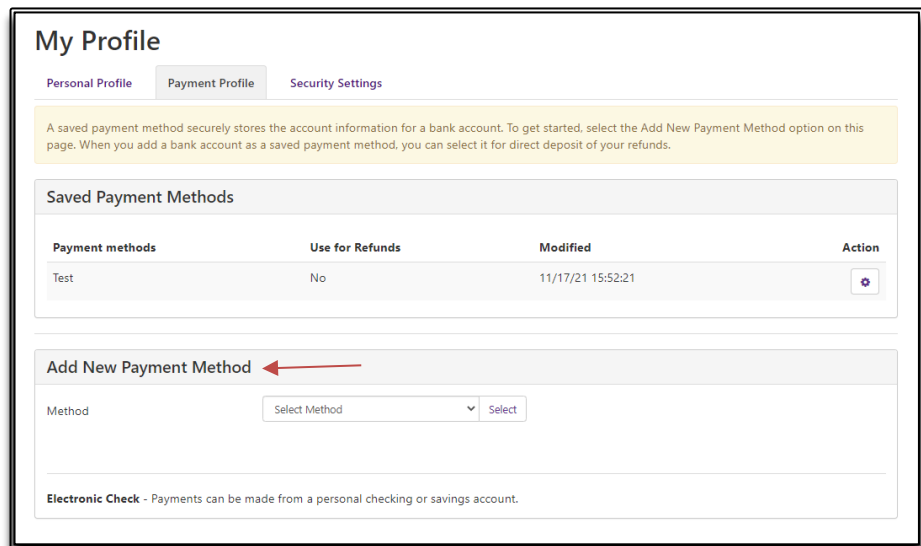 My Profile
Personal Profile Payment Profile Security Settings
A saved payment method securely stores the account information for a bank account. To get started, select the Add New Payment Method option on this
page. When you add a bank account as a saved payment method, you can select it for direct deposit of your refunds.
Saved Payment Methods
Payment methods Use for Refunds Modified Action
Test No 11/17/21 15:52:21
Add New Payment Method
Method Select Method Select
Electronic Check - Payments can be made from a personal checking or savings account.